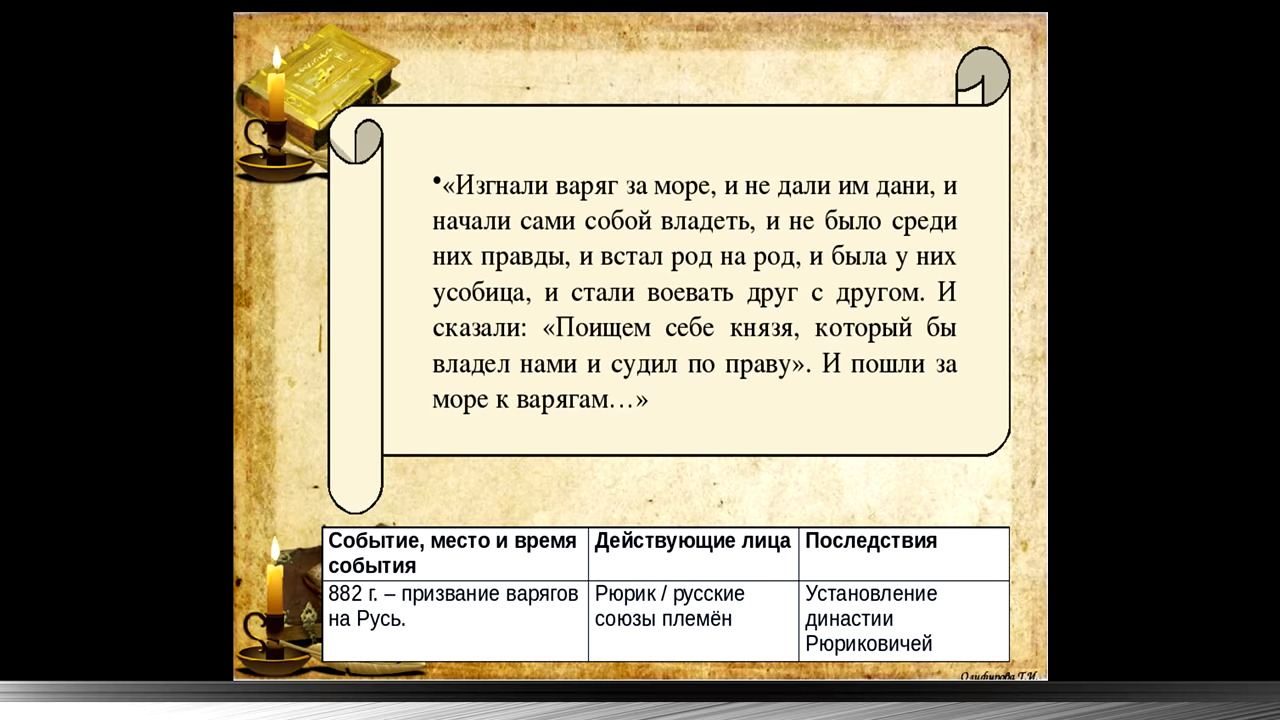 •«Изгнали варяг за море, и не дали им дани, и
начали сами собой владеть, и не было среди
них правды, и встал род на род, и была у них
усобица, и стали воевать друг с другом. И
сказали: «Поищем себе князя, который бы
владел нами и судил по праву». И пошли за
море к варягам…»
Событие, место и время
события
Действующие лица
Последствия
882 г. – призвание варягов
на Русь.
Рюрик / русские
союзы племён
Установление
династии
Рюриковичей
Олифирова Т.И.